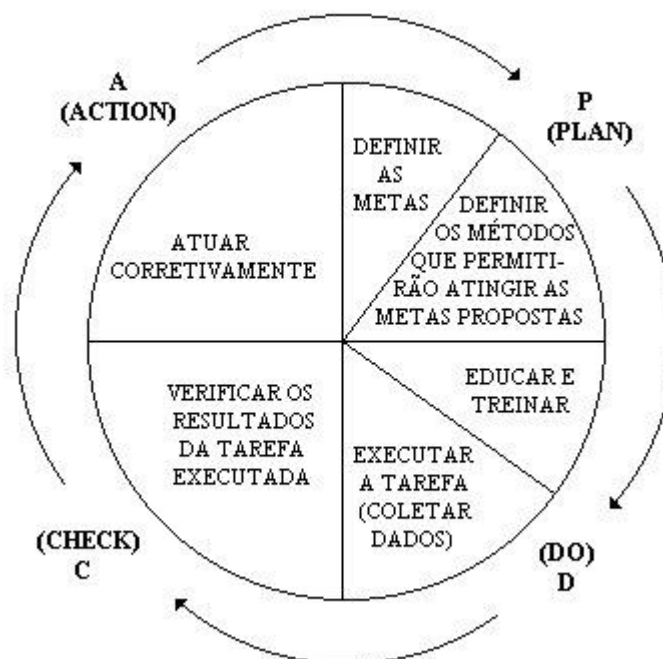 A
(ACTION)
P
(PLAN)
DEFINIR
AS
METAS
DEFINIR
OS MÉTODOS
QUE PERMITI-
RÃO ATINGIR AS
METAS PROPOSTAS
ATUAR
CORRETIVAMENTE
EDUCAR E
TREINAR
VERIFICAR OS
RESULTADOS
DA TAREFA
EXECUTADA
EXECUTAR
A TAREFA
(COLETAR
DADOS)
(CHECK)
C
(DO)
D